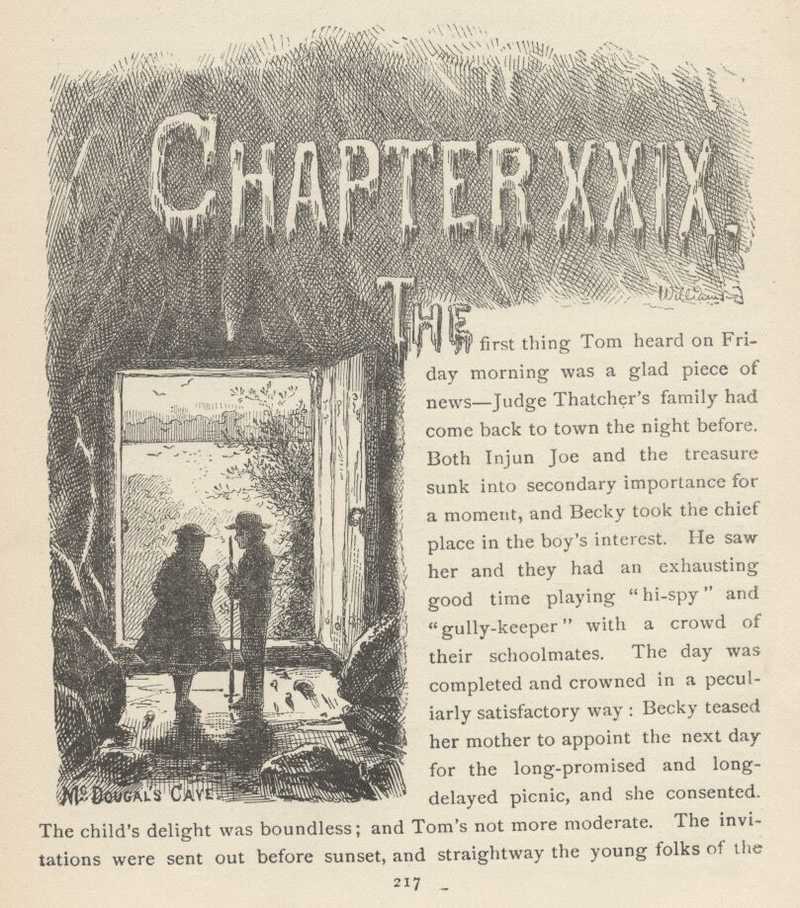 CHAPTER XXIX.
Williams
THE first thing Tom heard on Fri-
day morning was a glad piece of
news—Judge Thatcher's family had
come back to town the night before.
Both Injun Joe and the treasure
sunk into secondary importance for
a moment, and Becky took the chief
place in the boy's interest. He saw
her and they had an exhausting
good time playing "hi-spy" and
"gully-keeper" with a crowd of
their schoolmates. The day was
completed and crowned in a pecul-
iarly satisfactory way: Becky teased
her mother to appoint the next day
for the long-promised and long-
delayed picnic, and she consented.
Mc DOUGAL'S CAVE.
The child's delight was boundless; and Tom's not more moderate. The invi-
tations were sent out before sunset, and straightway the young folks of the
217